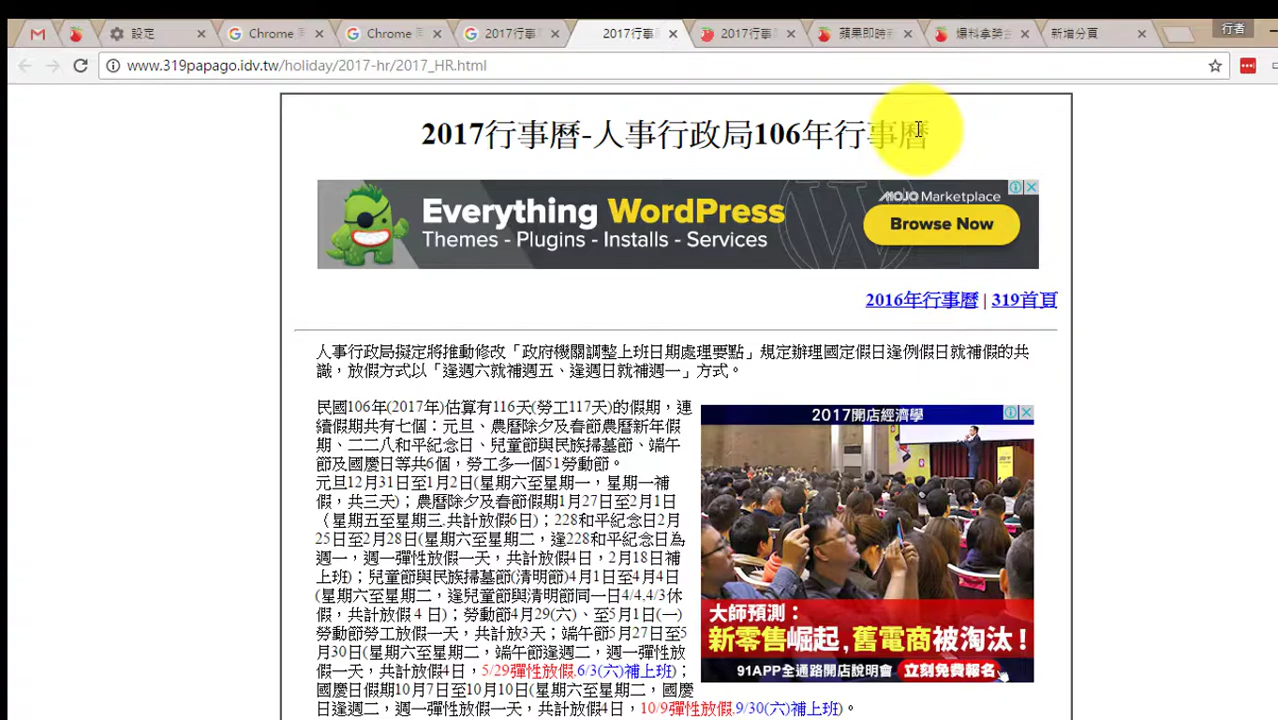 設定
Chrome
Chrome
2017行事
2017行事
2017行事
蘋果即時
爆料拿獎
新增分頁
行者
www.319papago.idv.tw/holiday/2017-hr/2017_HR.html
2017行事曆-人事行政局106年行事曆
Everything WordPress
Themes - Plugins - Installs - Services
MOJO Marketplace
Browse Now
2016年行事曆 | 319首頁
人事行政局擬定將推動修改「政府機關調整上班日期處理要點」規定辦理國定假日逢例假日就補假的共
識，放假方式以「逢週六就補週五、逢週日就補週一」方式。
民國106年(2017年)估算有116天(勞工117天)的假期，連
續假期共有七個：元旦、農曆除夕及春節農曆新年假
期、二二八和平紀念日、兒童節與民族掃墓節、端午
節及國慶日等共6個，勞工多一個51勞動節。
元旦12月31日至1月2日(星期六至星期一，星期一補
假，共三天)；農曆除夕及春節假期1月27日至2月1日
（星期五至星期三.共計放假6日)；228和平紀念日2月
25日至2月28日(星期六至星期二，逢228和平紀念日為
週一，週一彈性放假一天，共計放假4日，2月18日補
上班)；兒童節與民族掃墓節(清明節)4月1日至4月4日
(星期六至星期二，逢兒童節與清明節同一日4/4,4/3休
假，共計放假 4 日)；勞動節4月29(六)、至5月1日(一)
勞動節勞工放假一天，共計放3天；端午節5月27日至5
月30日(星期六至星期二，端午節逢週二，週一彈性放
假一天，共計放假4日，5/29彈性放假.6/3(六)補上班)；
國慶日假期10月7日至10月10日(星期六至星期二，國慶
日逢週二，週一彈性放假一天，共計放假4日，10/9彈性放假.9/30(六)補上班)。
2017開店經濟學
大師預測：
新零售崛起,舊電商被淘汰！
91APP全通路開店說明會 立刻免費報名